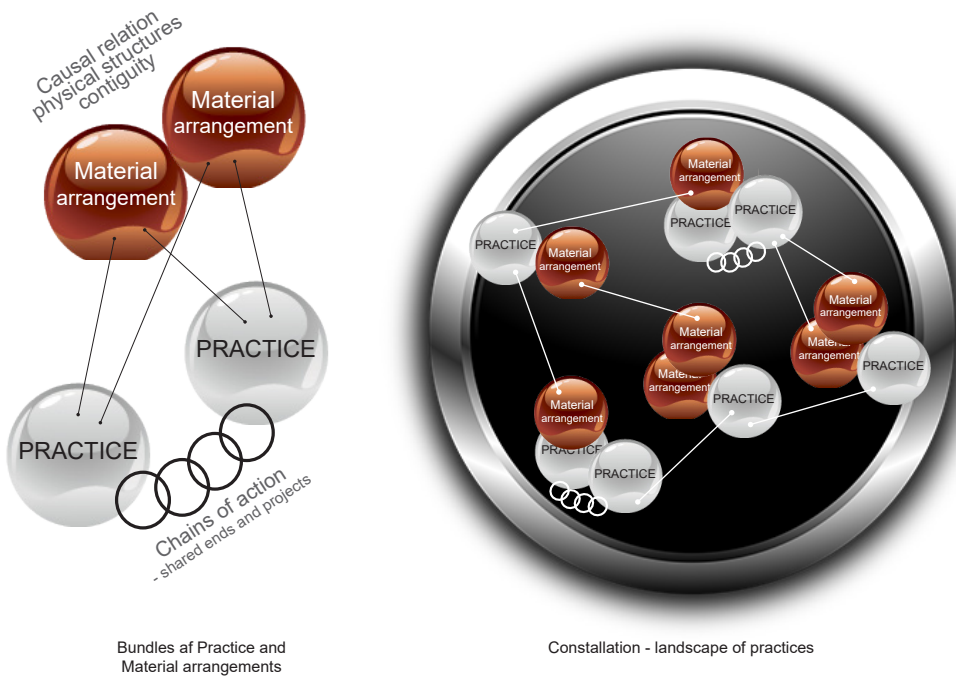 Causal relation
physical structures
contiguity
Material
arrangement
Material
arrangement
PRACTICE
PRACTICE
Chains of action
- shared ends and projects
Bundles af Practice and
Material arrangements
Material
arrangement
PRACTICE
PRACTICE
PRACTICE
Material
arrangement
Material
arrangement
Material
arrangement
Material
arrangement
Mater
arrangement
PRACTICE
PRACTICE
Material
arrangement
PRACTICE
PRACTICE
Constallation - landscape of practices